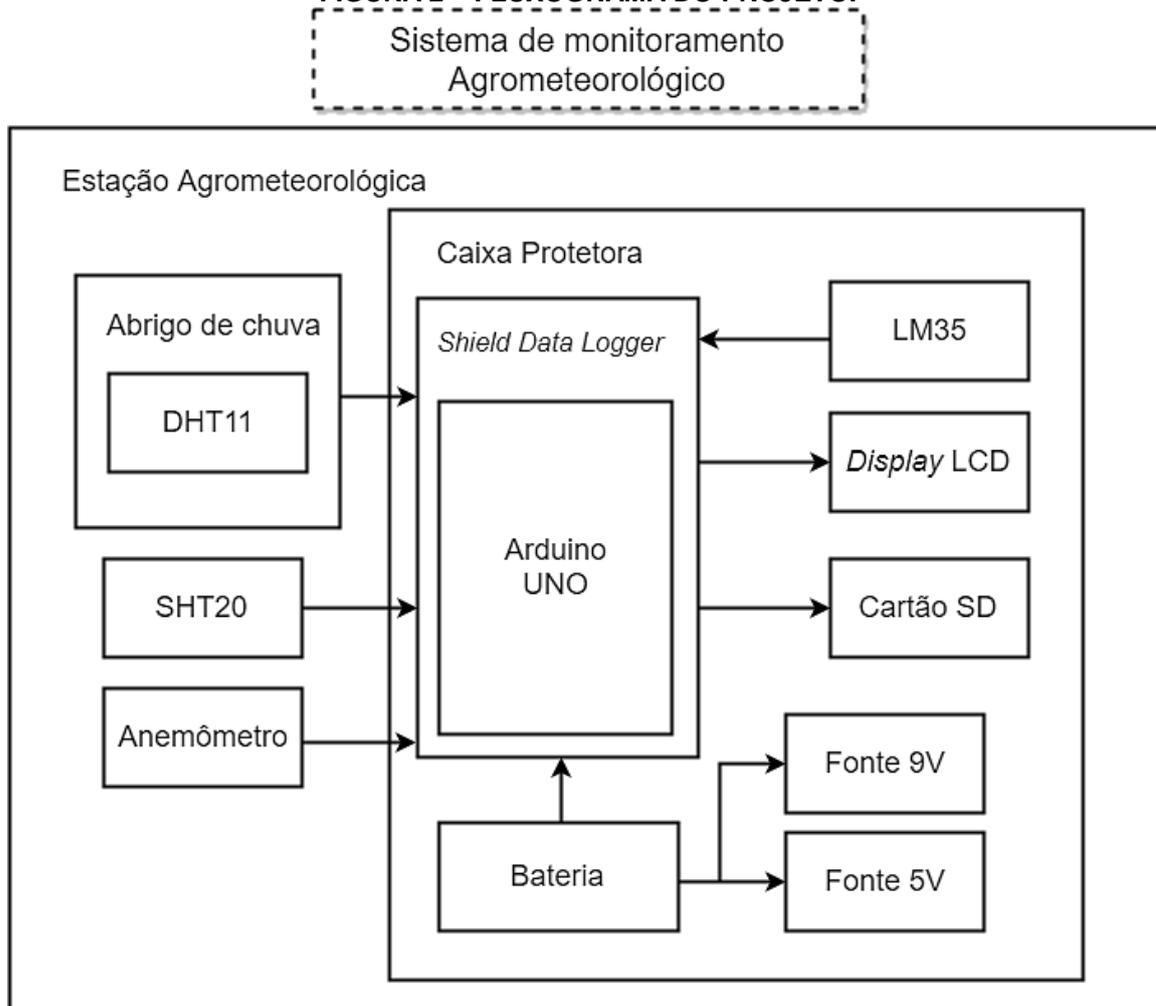 Sistema de monitoramento
Agrometeorológico
Estação Agrometeorológica
Caixa Protetora
Abrigo de chuva
DHT11
Shield Data Logger
Arduino
UNO
LM35
Display LCD
SHT20
Cartão SD
Anemômetro
Fonte 9V
Bateria
Fonte 5V